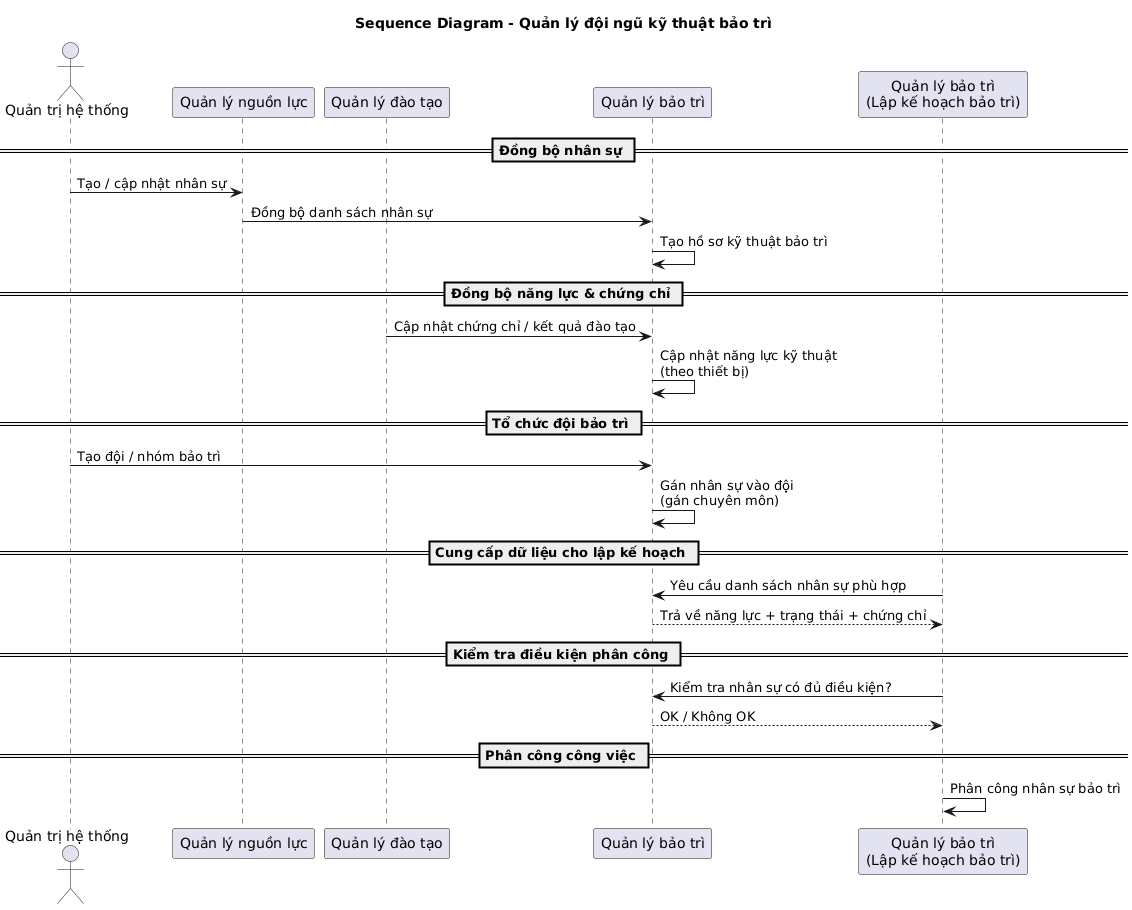 Sequence Diagram - Quản lý đội ngũ kỹ thuật bảo trì
Quản trị hệ thống
Quản lý nguồn lực
Quản lý đào tạo
Quản lý bảo trì
Quản lý bảo trì
(Lập kế hoạch bảo trì)
Đồng bộ nhân sự
Tạo / cập nhật nhân sự
Đồng bộ danh sách nhân sự
Tạo hồ sơ kỹ thuật bảo trì
Đồng bộ năng lực & chứng chỉ
Cập nhật chứng chỉ / kết quả đào tạo
Cập nhật năng lực kỹ thuật
(theo thiết bị)
Tổ chức đội bảo trì
Tạo đội / nhóm bảo trì
Gán nhân sự vào đội
(gán chuyên môn)
Cung cấp dữ liệu cho lập kế hoạch
Yêu cầu danh sách nhân sự phù hợp
Trả về năng lực + trạng thái + chứng chỉ
Kiểm tra điều kiện phân công
Kiểm tra nhân sự có đủ điều kiện?
OK / Không OK
Phân công công việc
Phân công nhân sự bảo trì
Quản trị hệ thống
Quản lý nguồn lực
Quản lý đào tạo
Quản lý bảo trì
Quản lý bảo trì
(Lập kế hoạch bảo trì)